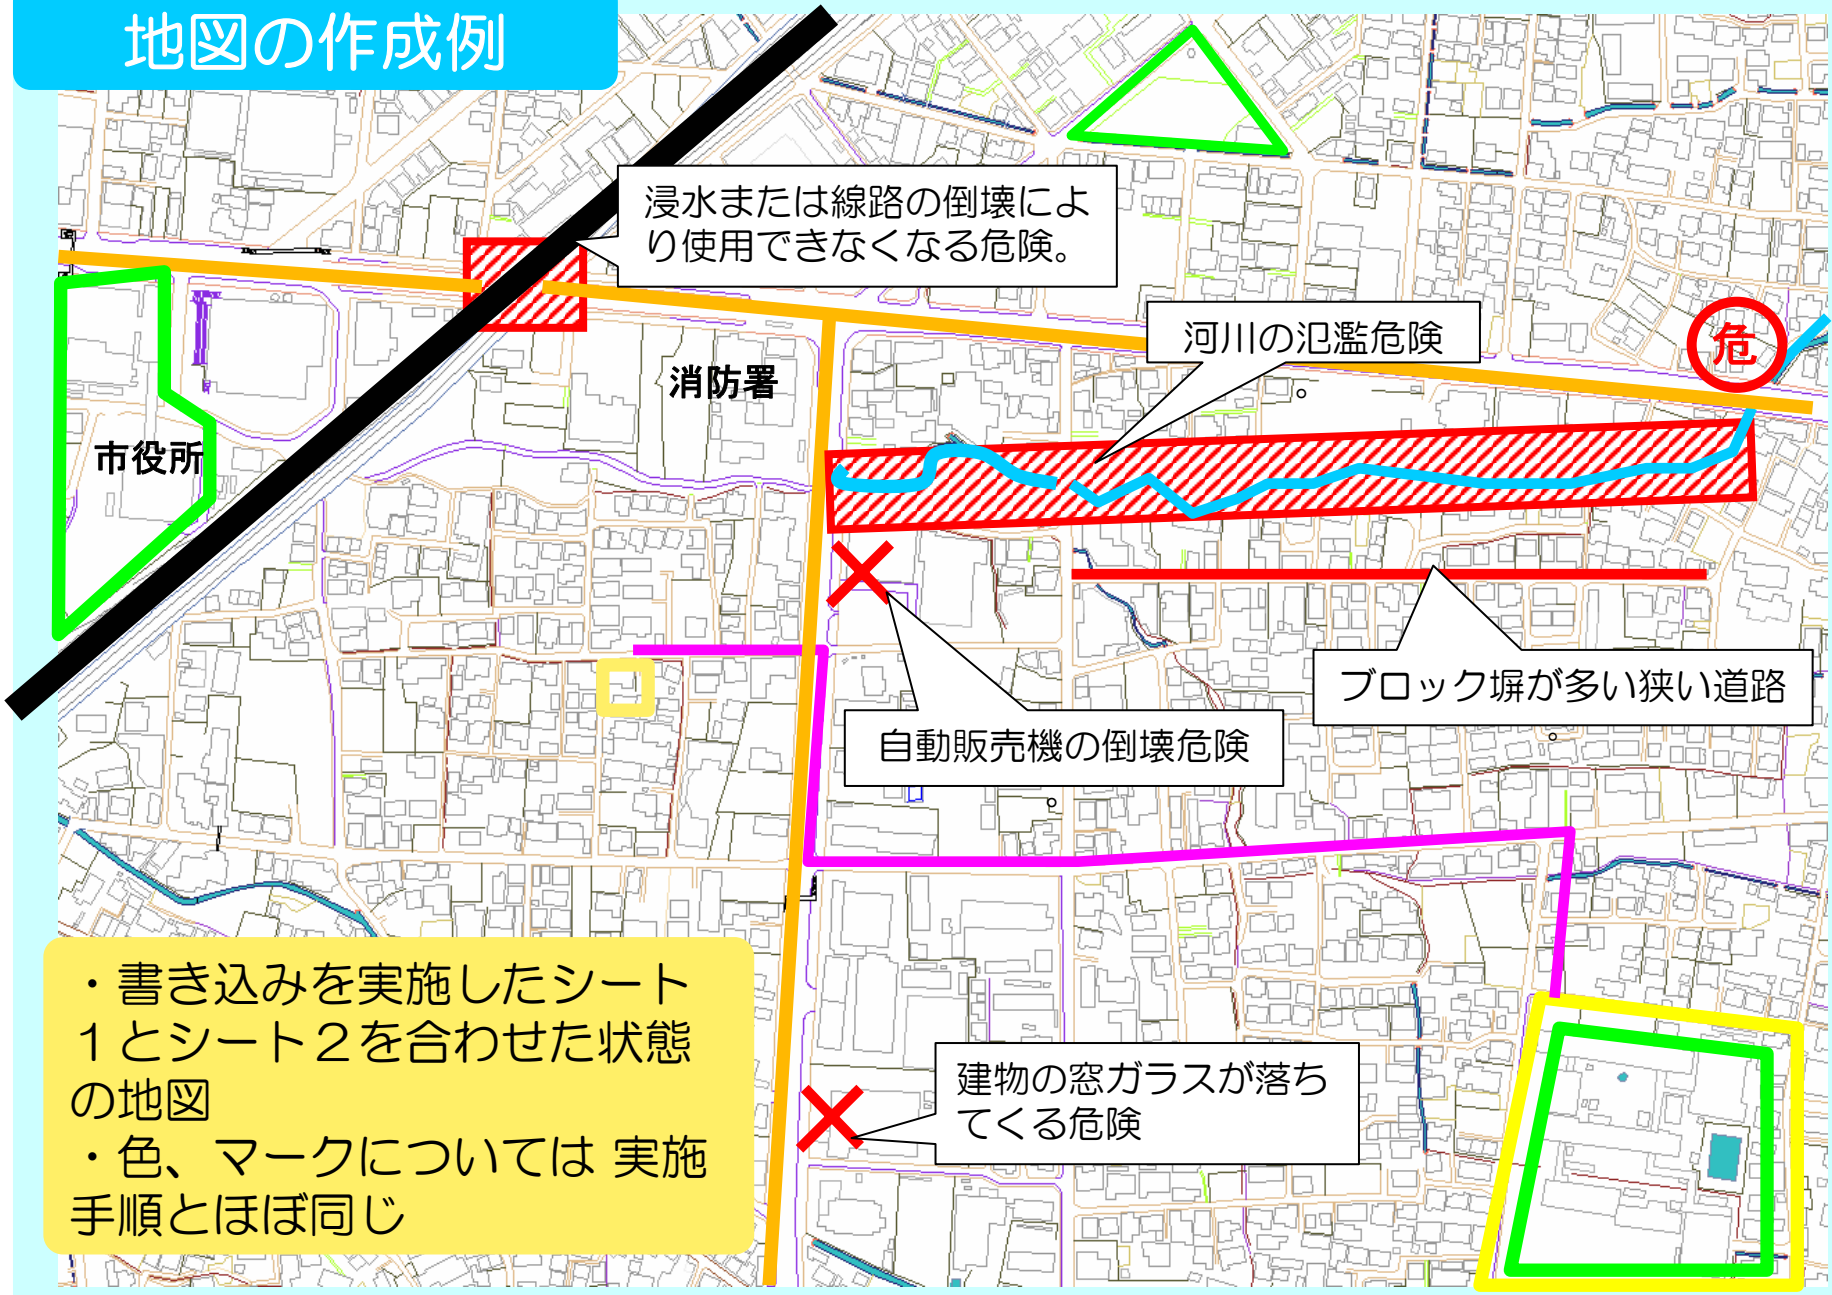 地図の作成例
浸水または線路の倒壊によ
り使用できなくなる危険。
河川の氾濫危険
危
消防署
市役所
ブロック塀が多い狭い道路
自動販売機の倒壊危険
・書き込みを実施したシート
１とシート２を合わせた状態
の地図
・色、マークについては 実施
手順とほぼ同じ
建物の窓ガラスが落ち
てくる危険